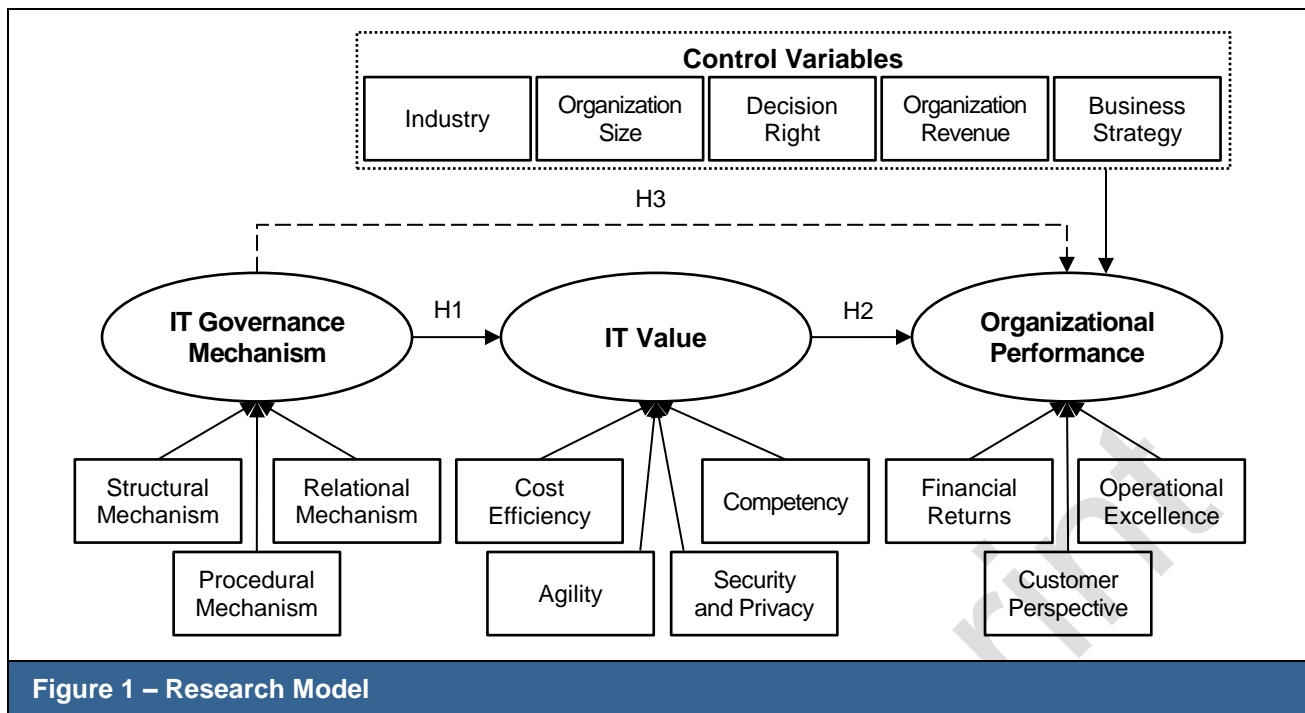 Control Variables
Industry
Organization
Size
Decision
Right
Organization
Revenue
Business
Strategy
H3
IT Governance
Mechanism
H1
IT Value
H2
Organizational
Performance
Structural
Mechanism
Relational
Mechanism
Procedural
Mechanism
Cost
Efficiency
Competency
Agility
Security
and Privacy
Financial
Returns
Operational
Excellence
Customer
Perspective
rint
Figure 1 – Research Model